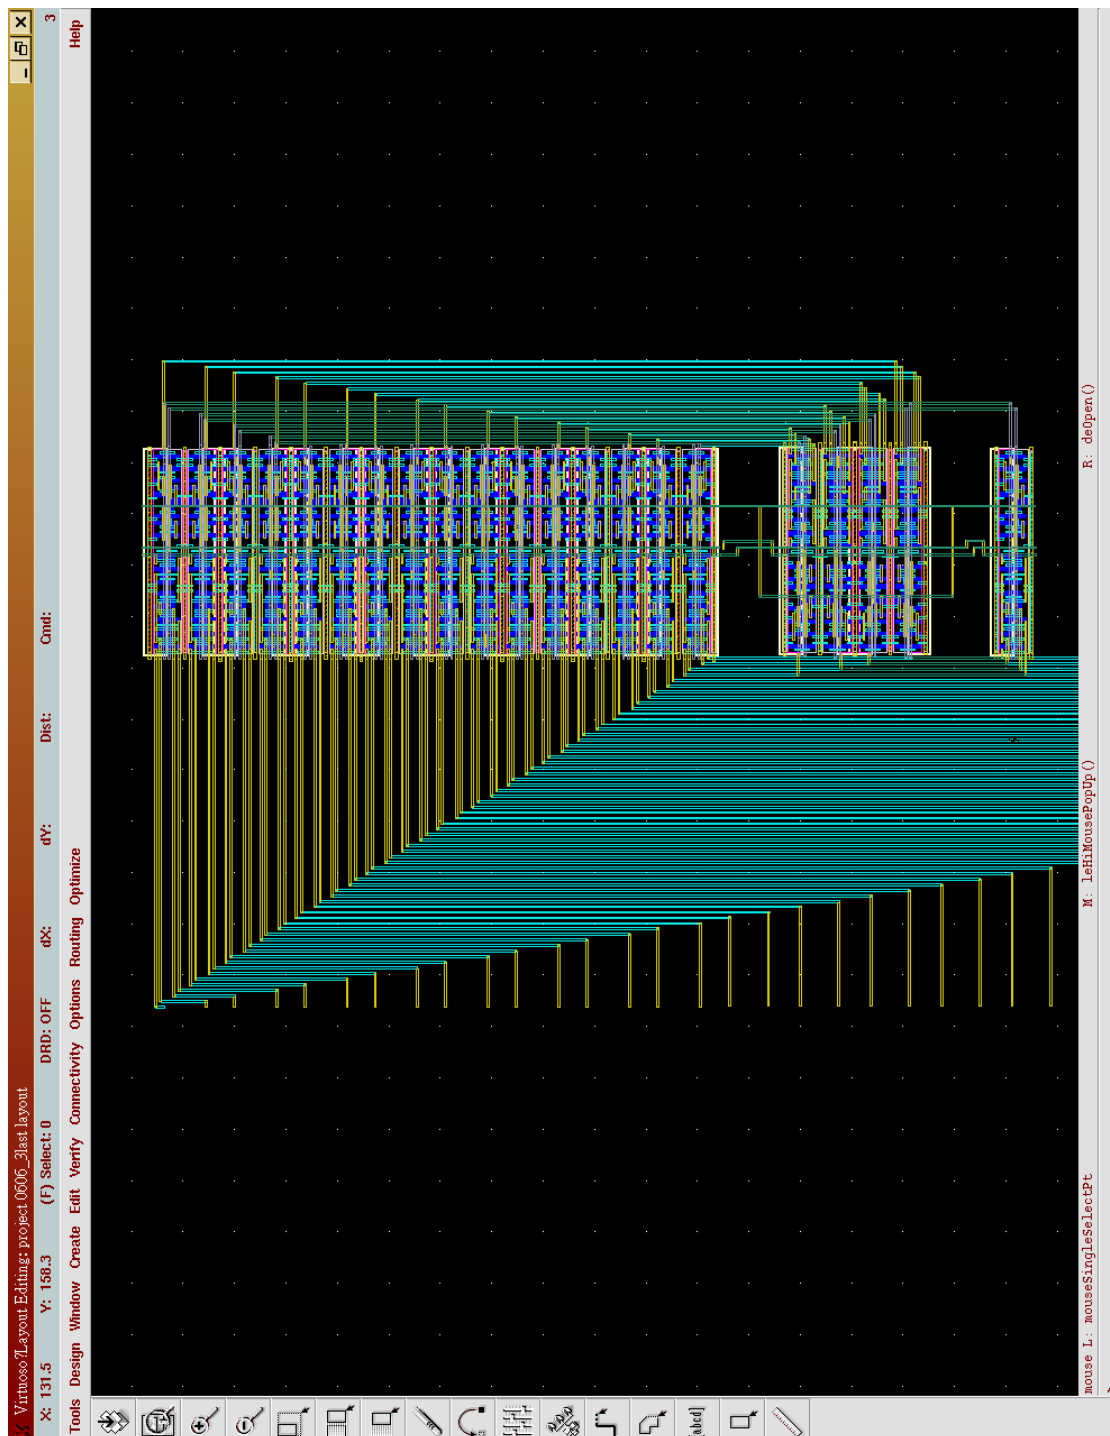 Virtuoso?Layout Editing: project 0606_3last layout
X: 131.5 Y: 158.3 (F) Select: 0 DRD: OFF dX: dY: Dist: Cmd: 3
Tools Design Window Create Edit Verify Connectivity Options Routing Optimize Help
[abcd]
mouse L: mouseSingleSelectPt M: leHiMousePopUp() R: deOpen()